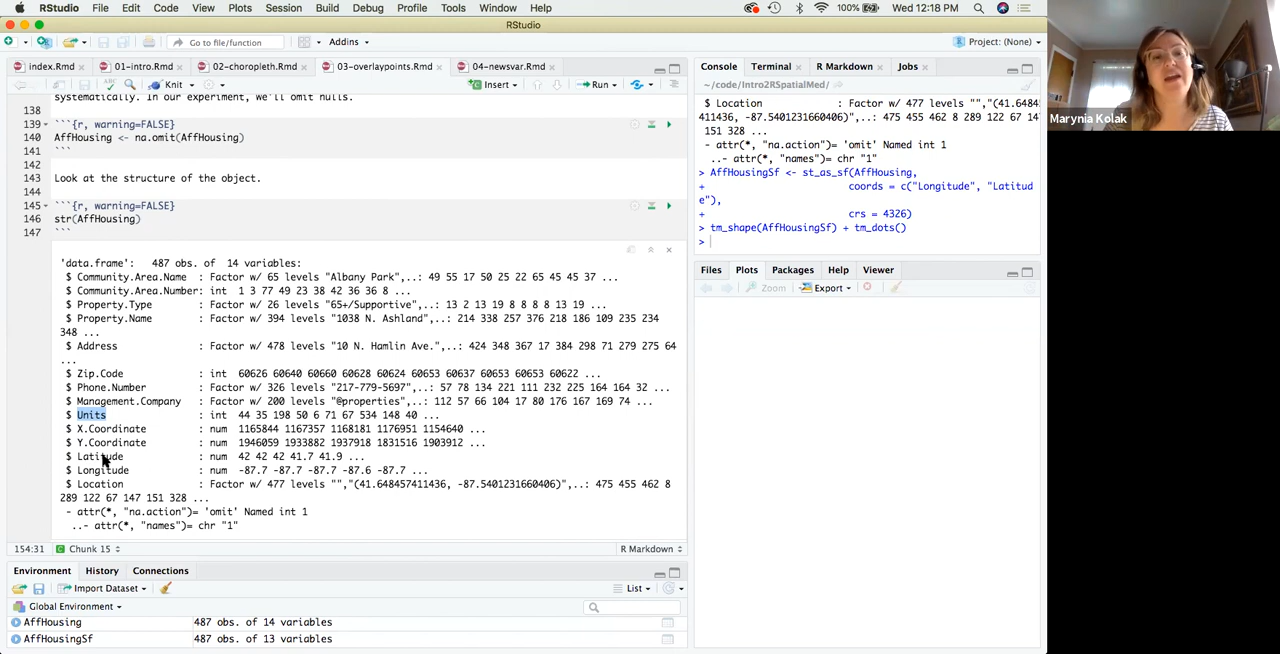 RStudio File Edit Code View Plots Session Build Debug Profile Tools Window Help 100% Wed 12:18 PM
RStudio
Go to file/function Addins Project: (None)
index.Rmd 01-intro.Rmd 02-choropleth.Rmd 03-overlaypoints.Rmd 04-newsvar.Rmd
ABC Knit Insert Run
systematically. In our experiment, we'll omit nulls.
138
139 ```{r, warning=FALSE}
140 AffHousing <- na.omit(AffHousing)
141 ```
142
143 Look at the structure of the object.
144
145 ```{r, warning=FALSE}
146 str(AffHousing)
147 ```
'data.frame': 487 obs. of 14 variables:
$ Community.Area.Name : Factor w/ 65 levels "Albany Park",..: 49 55 17 50 25 22 65 45 45 37 ...
$ Community.Area.Number: int 1 3 77 49 23 38 42 36 36 8 ...
$ Property.Type : Factor w/ 26 levels "65+/Supportive",..: 13 2 13 19 8 8 8 8 13 19 ...
$ Property.Name : Factor w/ 394 levels "1038 N. Ashland",..: 214 338 257 376 218 186 109 235 234
348 ...
$ Address : Factor w/ 478 levels "10 N. Hamlin Ave.",..: 424 348 367 17 384 298 71 279 275 64
...
$ Zip.Code : int 60626 60640 60660 60628 60624 60653 60637 60653 60653 60622 ...
$ Phone.Number : Factor w/ 326 levels "217-779-5697",..: 57 78 134 221 111 232 225 164 164 32 ...
$ Management.Company : Factor w/ 200 levels "@properties",..: 112 57 66 104 17 80 176 167 169 74 ...
$ Units : int 44 35 198 50 6 71 67 534 148 40 ...
$ X.Coordinate : num 1165844 1167357 1168181 1176951 1154640 ...
$ Y.Coordinate : num 1946059 1933882 1937918 1831516 1903912 ...
$ Latitude : num 42 42 42 41.7 41.9 ...
$ Longitude : num -87.7 -87.7 -87.7 -87.6 -87.7 ...
$ Location : Factor w/ 477 levels "","(41.648457411436, -87.5401231660406)",..: 475 455 462 8
289 122 67 147 151 328 ...
- attr(*, "na.action")= 'omit' Named int 1
..- attr(*, "names")= chr "1"
154:31 Chunk 15 R Markdown
Environment History Connections
Import Dataset List
Global Environment
AffHousing 487 obs. of 14 variables
AffHousingSf 487 obs. of 13 variables
Console Terminal R Markdown Jobs
~/code/Intro2RSpatialMed/
$ Location : Factor w/ 477 levels "","(41.648457
411436, -87.5401231660406)",..: 475 455 462 8 289 122 67 147
151 328 ...
- attr(*, "na.action")= 'omit' Named int 1
..- attr(*, "names")= chr "1"
> AffHousingSf <- st_as_sf(AffHousing,
+ coords = c("Longitude", "Latitud
e"),
+ crs = 4326)
> tm_shape(AffHousingSf) + tm_dots()
>
Files Plots Packages Help Viewer
Zoom Export
Marynia Kolak